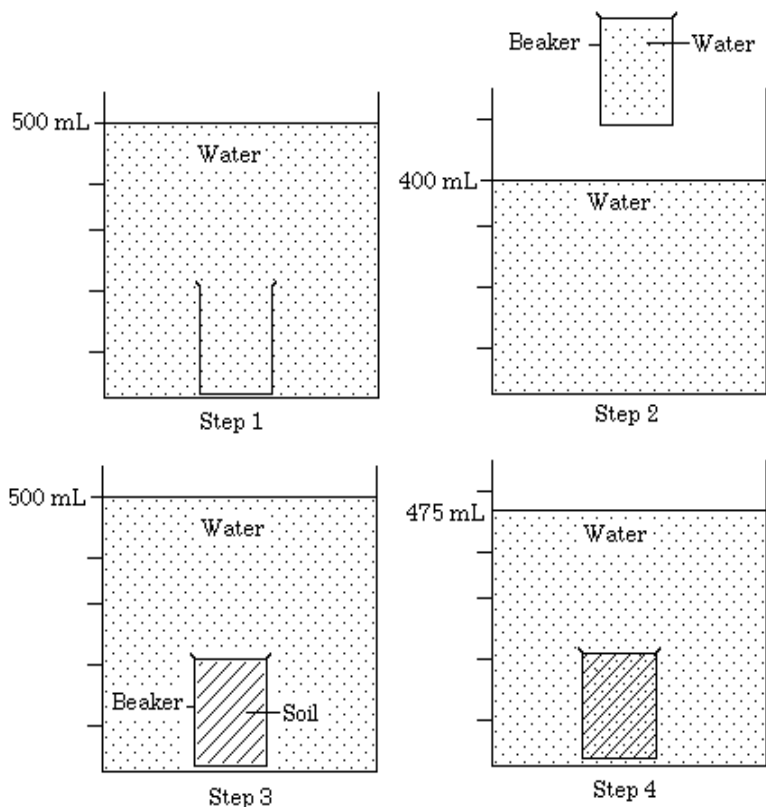 500 mL
Water
Step 1
Beaker
Water
400 mL
Water
Step 2
500 mL
Water
Beaker
Soil
Step 3
475 mL
Water
Step 4